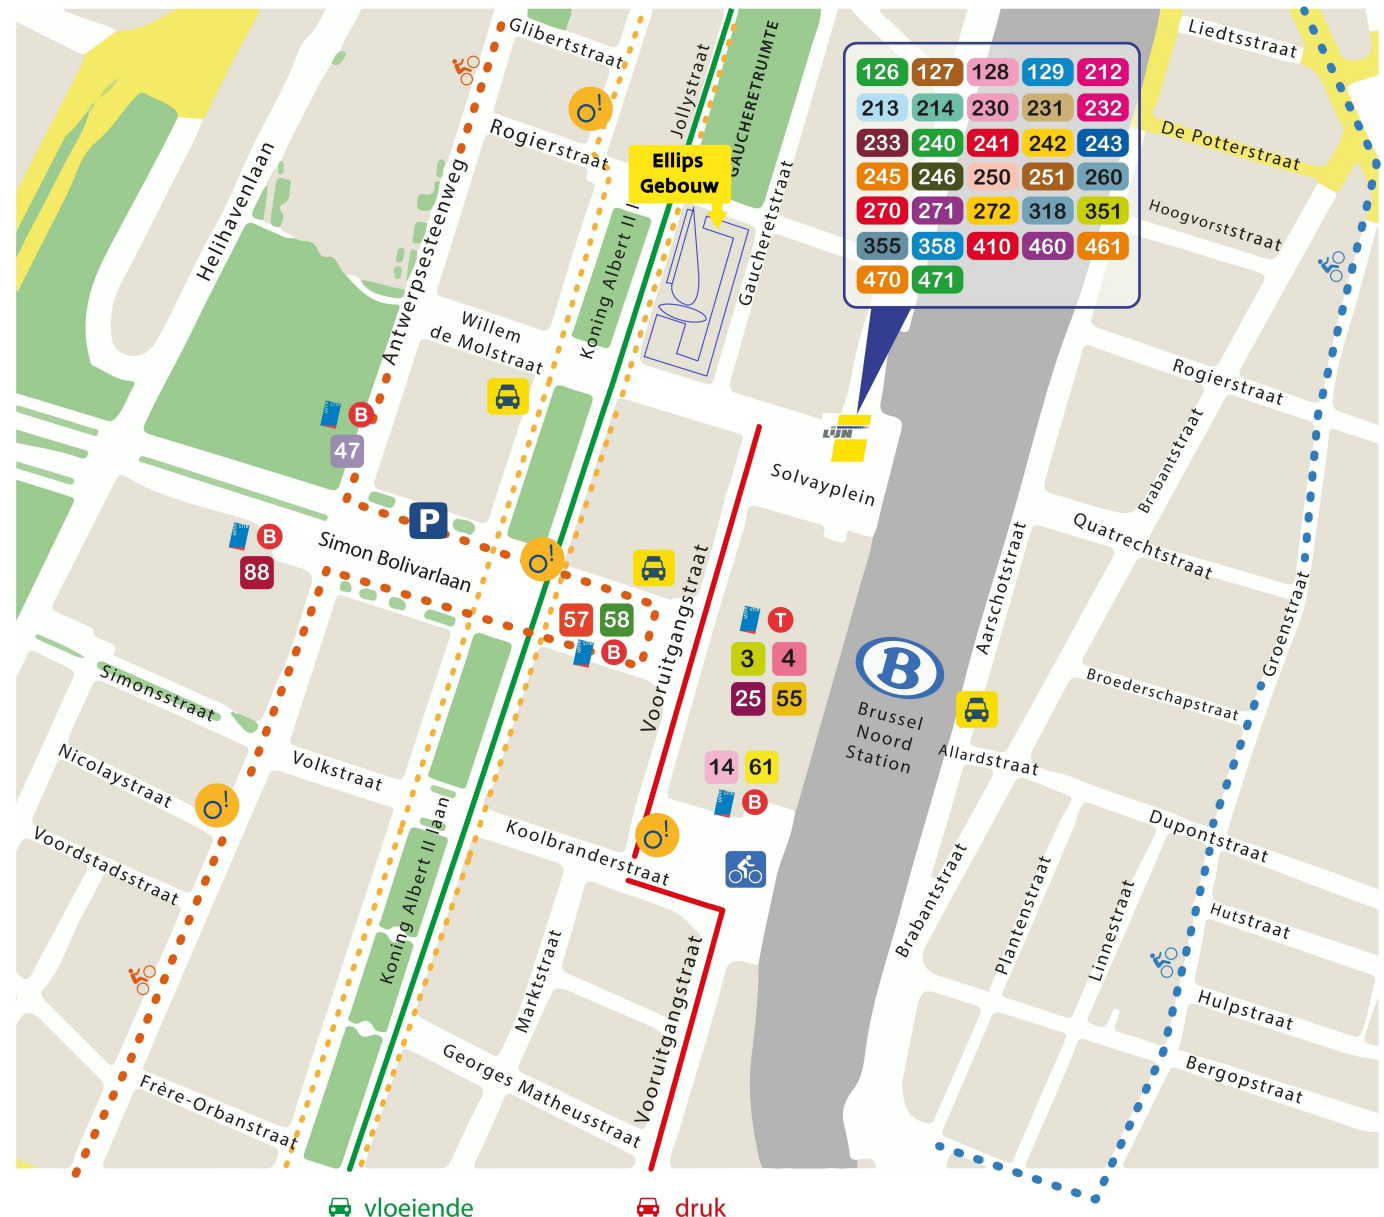 Glibertstraat
Jollystraat
GAUCHERETRUIMTE
Liedtsstraat
126 127 128 129 212
213 214 230 231 232
233 240 241 242 243
245 246 250 251 260
270 271 272 318 351
355 358 410 460 461
470 471
Rogierstraat
De Potterstraat
Ellips
Gebouw
Helihavenlaan
Antwerpsesteenweg
Koning Albert II l
Gaucheretstraat
Hoogvorststraat
Willem
de Molstraat
Rogierstraat
B
47
LIJN
Solvayplein
Brabantstraat
P
B
88
Simon Bolivarlaan
Quatrechtstraat
Aarschotstraat
Vooruitgangstraat
Groenstraat
57 58
B
T
3 4
25 55
B
Brussel
Noord
Station
Simonsstraat
Broederschapstraat
Nicolaystraat
Volkstraat
14 61
B
Allardstraat
Voordstadsstraat
Koning Albert II laan
Koolbranderstraat
Dupontstraat
Brabantstraat
Plantenstraat
Linnestraat
Hutstraat
Marktstraat
Vooruitgangstraat
Hulpstraat
Georges Matheusstraat
Bergopstraat
Frère-Orbanstraat
vloeiende
druk